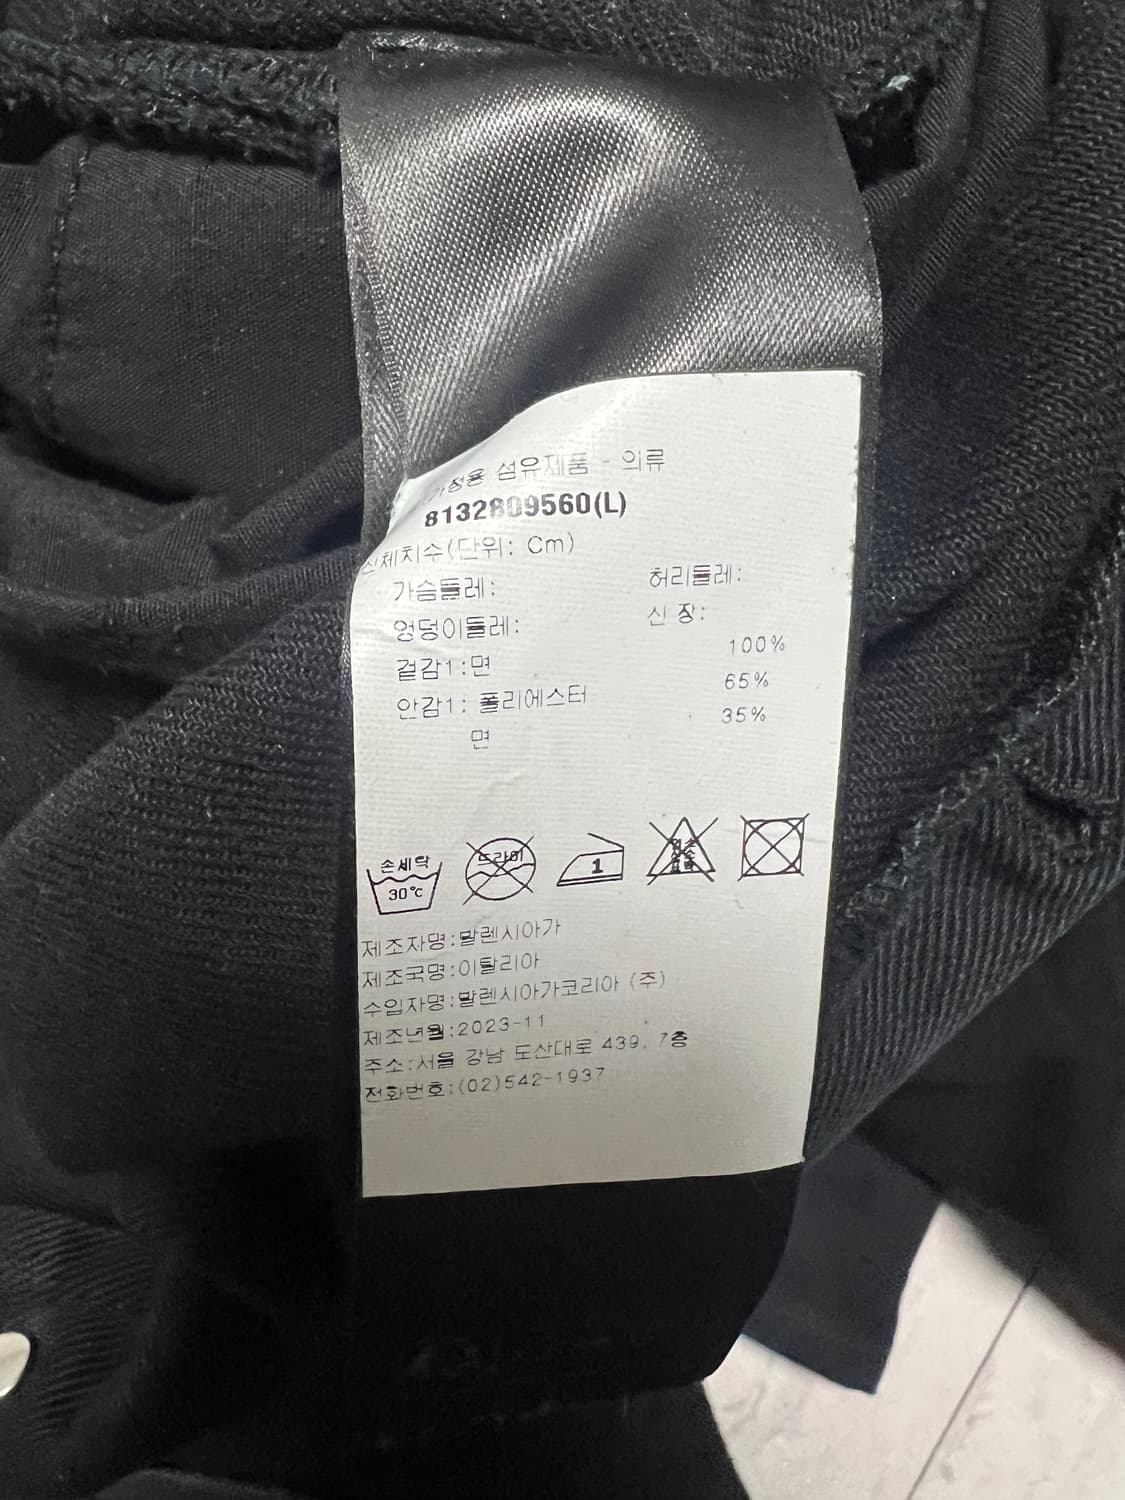 가정용 섬유제품 - 의류
8132809560(L)
신체치수(단위: Cm)
가슴둘레: 허리둘레:
엉덩이둘레: 신 장:
겉감1:면 100%
안감1: 폴리에스터 65%
면 35%
손세탁 드라이 1
30℃
제조자명:발렌시아가
제조국명:이탈리아
수입자명:발렌시아가코리아 (주)
제조년월:2023-11
주소:서울 강남 도산대로 439, 7층
전화번호:(02)542-1937